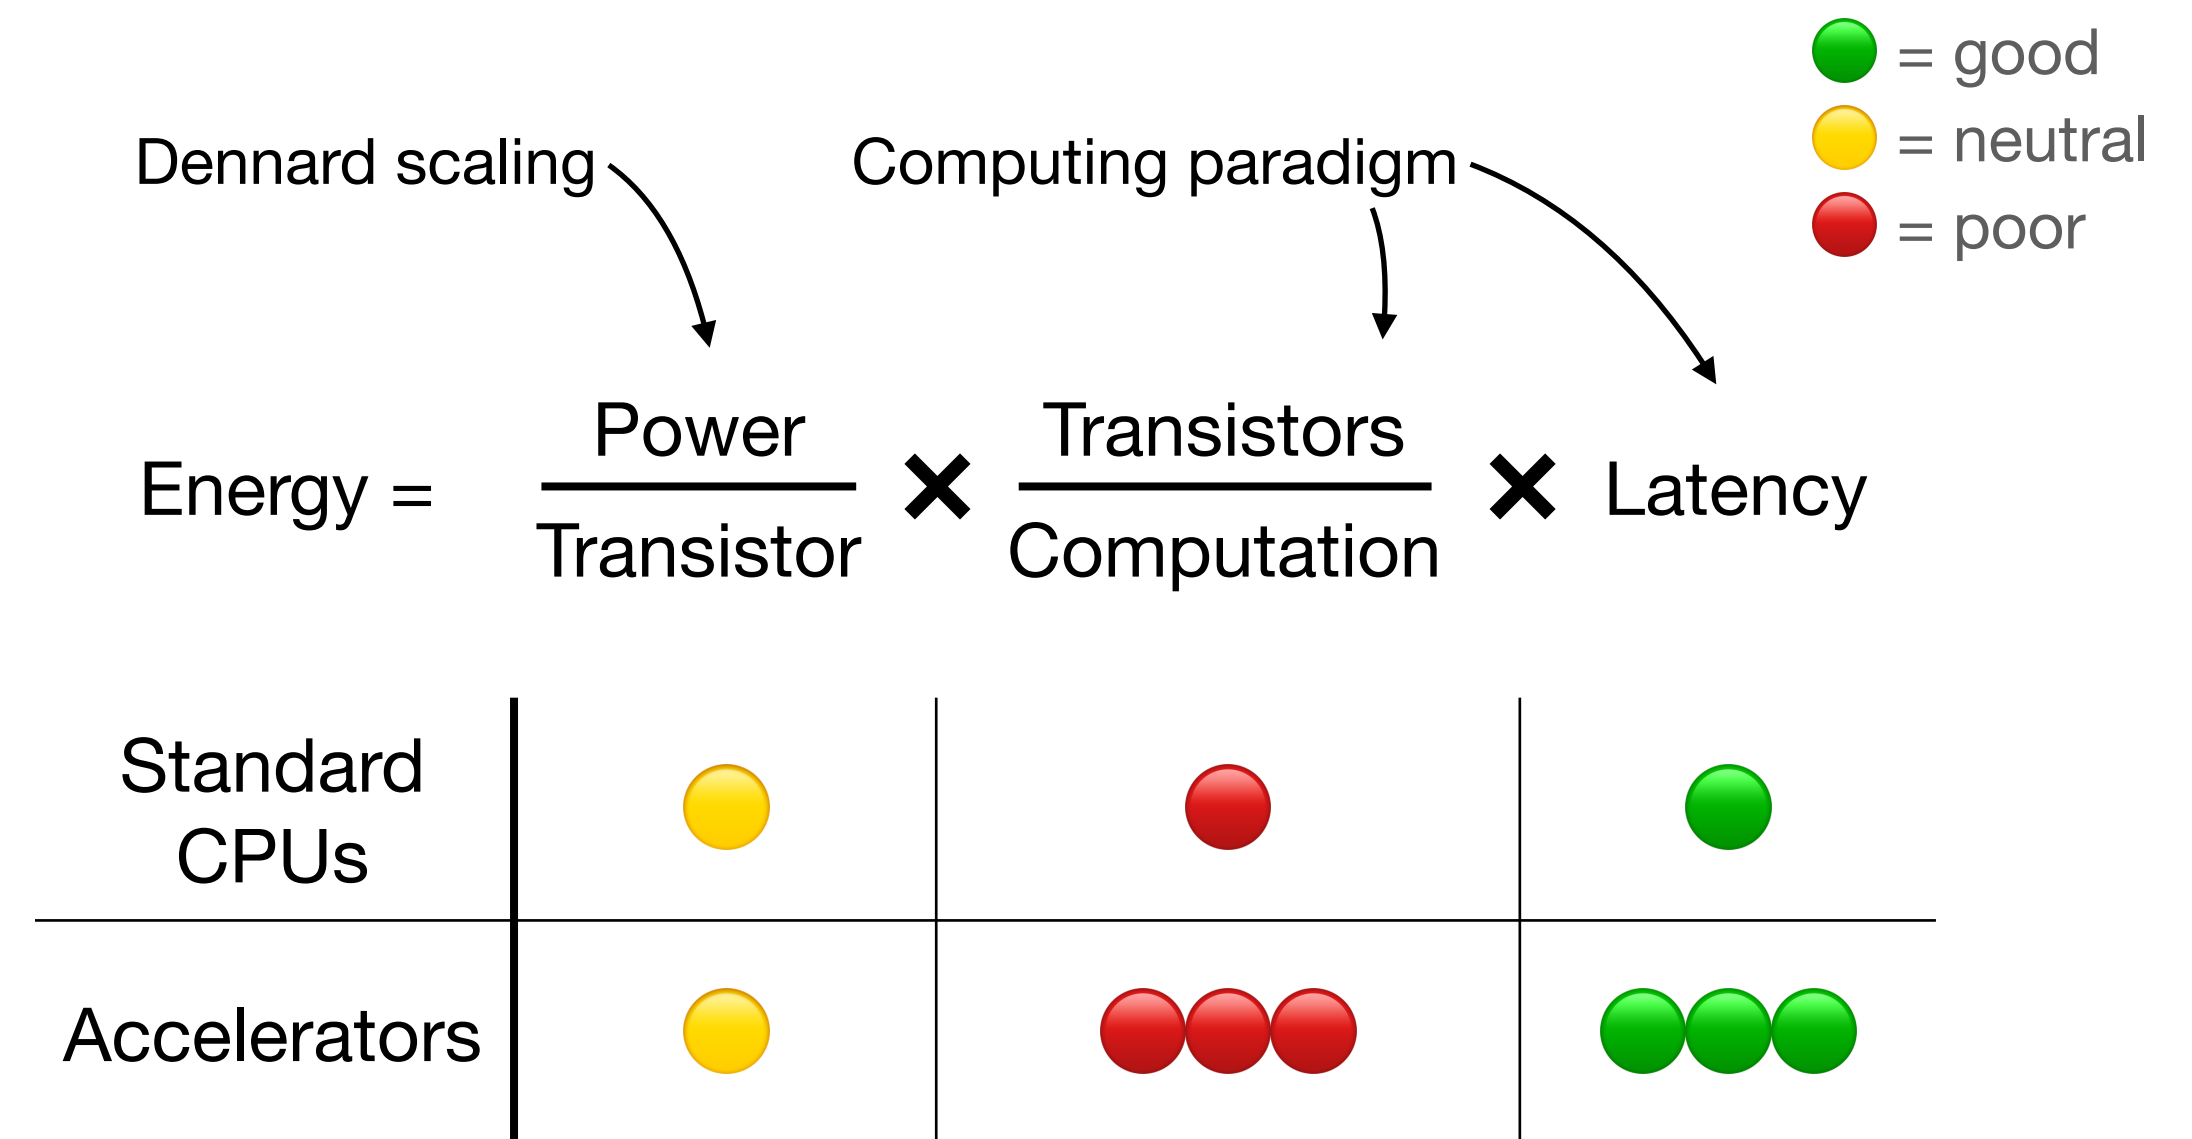 = good
= neutral
= poor
Dennard scaling
Computing paradigm
Energy = Power / Transistor × Transistors / Computation × Latency
Standard
CPUs
Accelerators